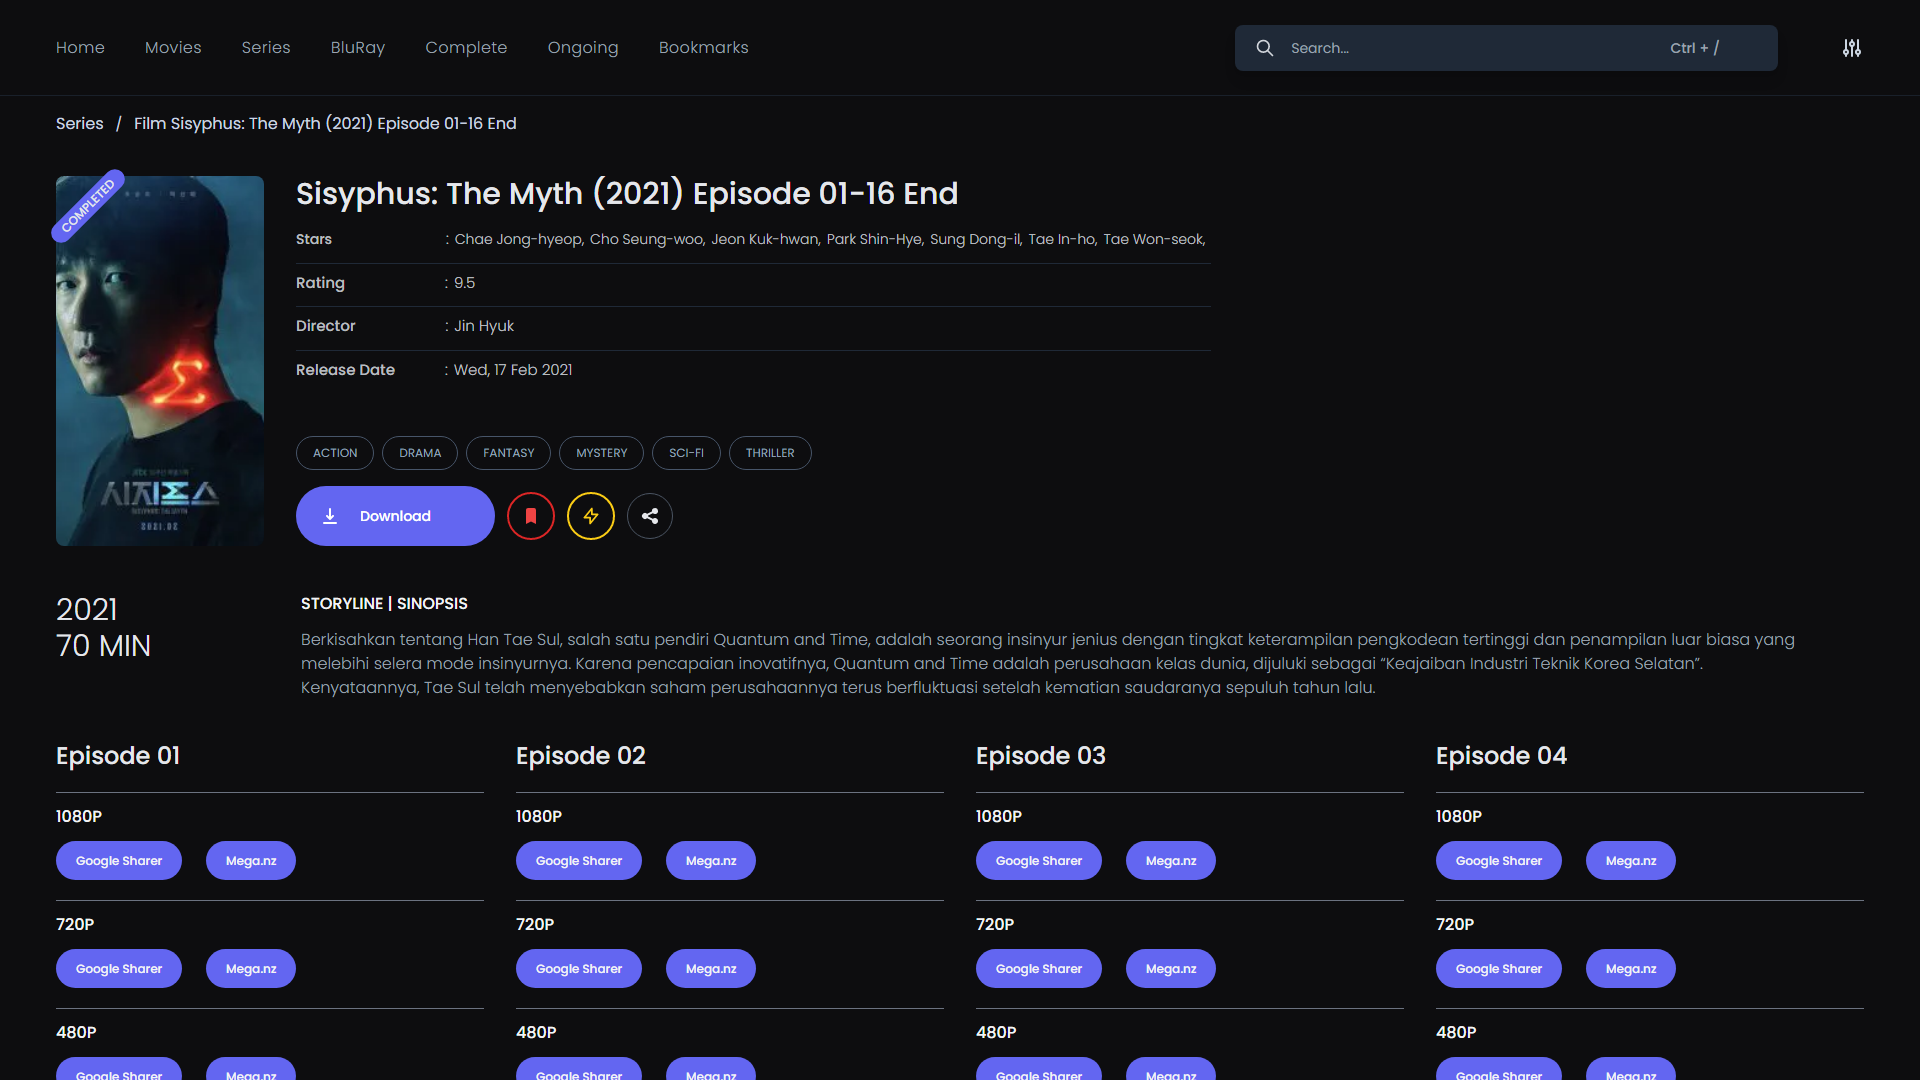 Home Movies Series BluRay Complete Ongoing Bookmarks
Search... Ctrl + /
Series / Film Sisyphus: The Myth (2021) Episode 01-16 End
COMPLETED
시지프스
SISYPHUS: THE MYTH
2021.02
Sisyphus: The Myth (2021) Episode 01-16 End
Stars : Chae Jong-hyeop, Cho Seung-woo, Jeon Kuk-hwan, Park Shin-Hye, Sung Dong-il, Tae In-ho, Tae Won-seok,
Rating : 9.5
Director : Jin Hyuk
Release Date : Wed, 17 Feb 2021
ACTION DRAMA FANTASY MYSTERY SCI-FI THRILLER
Download
2021
70 MIN
STORYLINE | SINOPSIS
Berkisahkan tentang Han Tae Sul, salah satu pendiri Quantum and Time, adalah seorang insinyur jenius dengan tingkat keterampilan pengkodean tertinggi dan penampilan luar biasa yang
melebihi selera mode insinyurnya. Karena pencapaian inovatifnya, Quantum and Time adalah perusahaan kelas dunia, dijuluki sebagai “Keajaiban Industri Teknik Korea Selatan”.
Kenyataannya, Tae Sul telah menyebabkan saham perusahaannya terus berfluktuasi setelah kematian saudaranya sepuluh tahun lalu.
Episode 01 Episode 02 Episode 03 Episode 04
1080P 1080P 1080P 1080P
Google Sharer Mega.nz Google Sharer Mega.nz Google Sharer Mega.nz Google Sharer Mega.nz
720P 720P 720P 720P
Google Sharer Mega.nz Google Sharer Mega.nz Google Sharer Mega.nz Google Sharer Mega.nz
480P 480P 480P 480P
Google Sharer Mega.nz Google Sharer Mega.nz Google Sharer Mega.nz Google Sharer Mega.nz